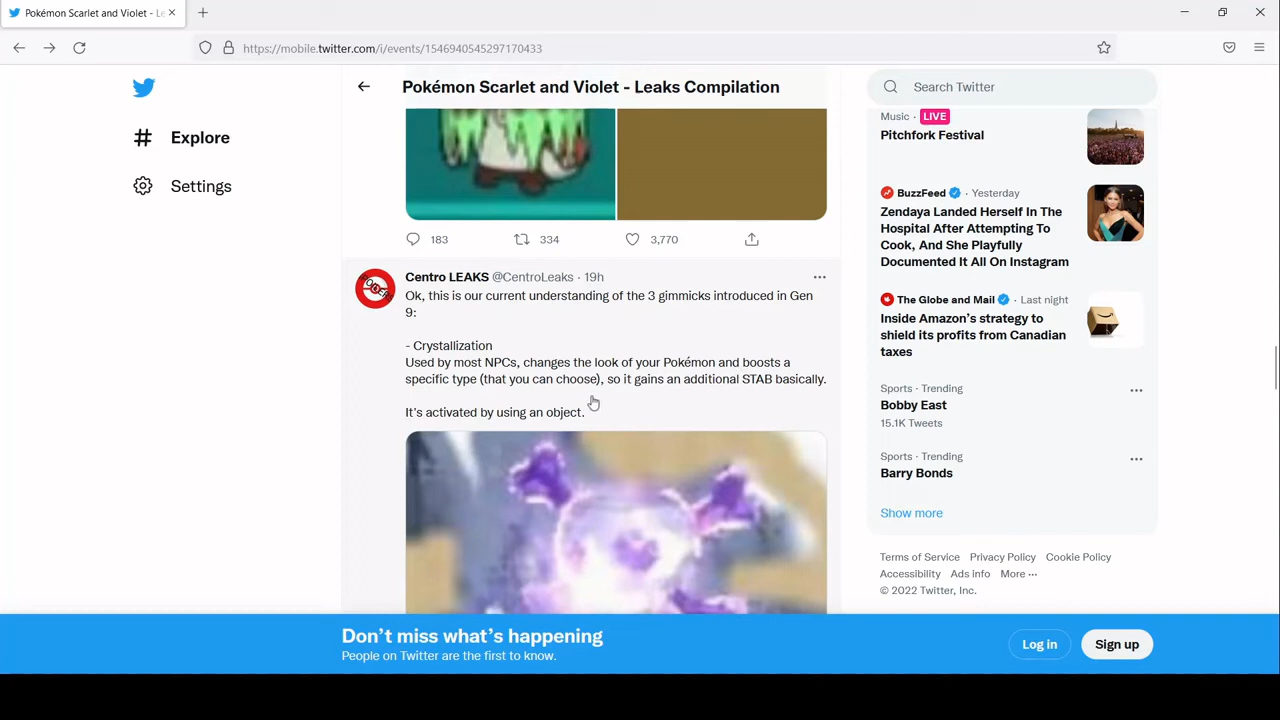 Pokémon Scarlet and Violet - Le
https://mobile.twitter.com/i/events/1546940545297170433
Explore
Settings
Pokémon Scarlet and Violet - Leaks Compilation
183
334
3,770
Centro LEAKS @CentroLeaks · 19h
Ok, this is our current understanding of the 3 gimmicks introduced in Gen
9:
- Crystallization
Used by most NPCs, changes the look of your Pokémon and boosts a
specific type (that you can choose), so it gains an additional STAB basically.
It's activated by using an object.
Search Twitter
Music · LIVE
Pitchfork Festival
BuzzFeed · Yesterday
Zendaya Landed Herself In The
Hospital After Attempting To
Cook, And She Playfully
Documented It All On Instagram
The Globe and Mail · Last night
Inside Amazon's strategy to
shield its profits from Canadian
taxes
Sports · Trending
Bobby East
15.1K Tweets
Sports · Trending
Barry Bonds
Show more
Terms of Service Privacy Policy Cookie Policy
Accessibility Ads info More ···
© 2022 Twitter, Inc.
Don't miss what's happening
People on Twitter are the first to know.
Log in
Sign up